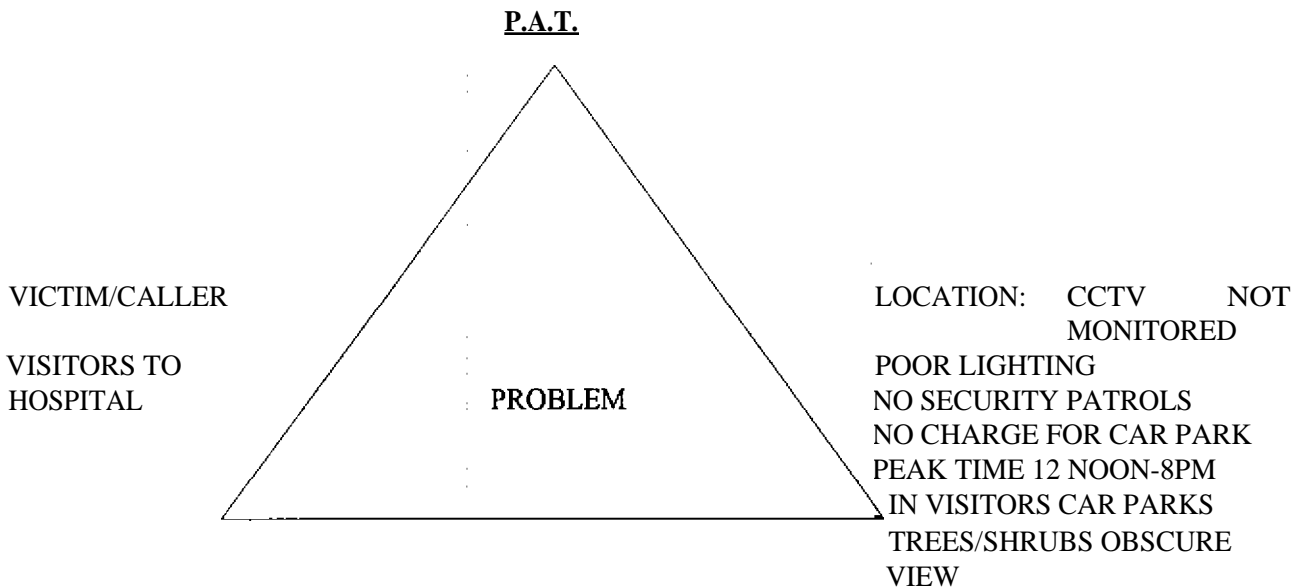 P.A.T.
VICTIM/CALLER
VISITORS TO
HOSPITAL
PROBLEM
LOCATION: CCTV NOT
MONITORED
POOR LIGHTING
NO SECURITY PATROLS
NO CHARGE FOR CAR PARK
PEAK TIME 12 NOON-8PM
IN VISITORS CAR PARKS
TREES/SHRUBS OBSCURE
VIEW